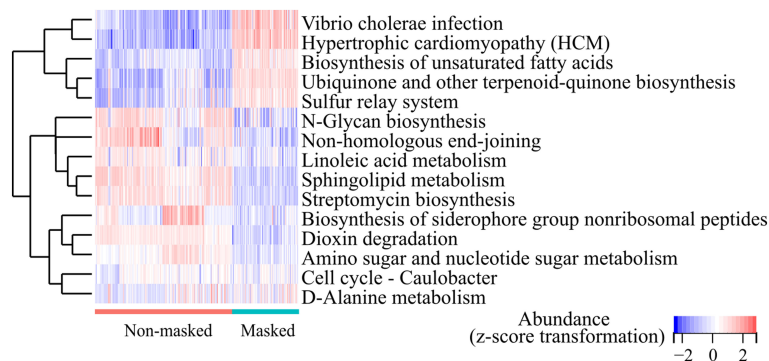 Vibrio cholerae infection
Hypertrophic cardiomyopathy (HCM)
Biosynthesis of unsaturated fatty acids
Ubiquinone and other terpenoid-quinone biosynthesis
Sulfur relay system
N-Glycan biosynthesis
Non-homologous end-joining
Linoleic acid metabolism
Sphingolipid metabolism
Streptomycin biosynthesis
Biosynthesis of siderophore group nonribosomal peptides
Dioxin degradation
Amino sugar and nucleotide sugar metabolism
Cell cycle - Caulobacter
D-Alanine metabolism
Non-masked Masked
Abundance
(z-score transformation)
−2 0 2